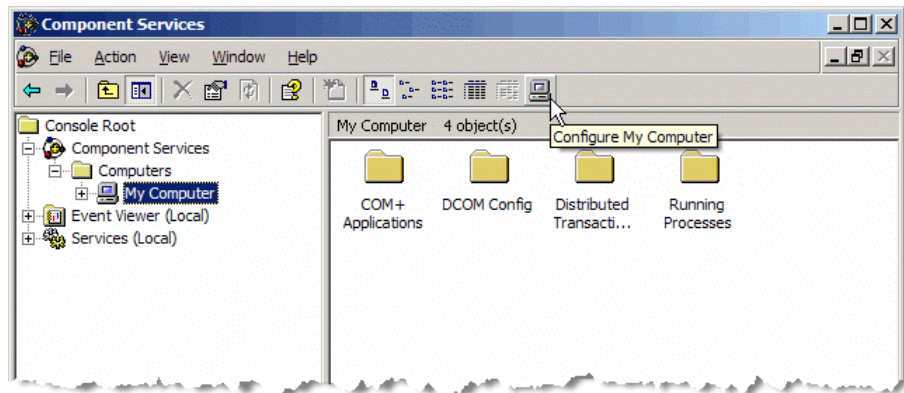 Component Services
File Action View Window Help
Console Root
Component Services
Computers
My Computer
Event Viewer (Local)
Services (Local)
My Computer 4 object(s)
Configure My Computer
COM+
Applications
DCOM Config
Distributed
Transacti...
Running
Processes